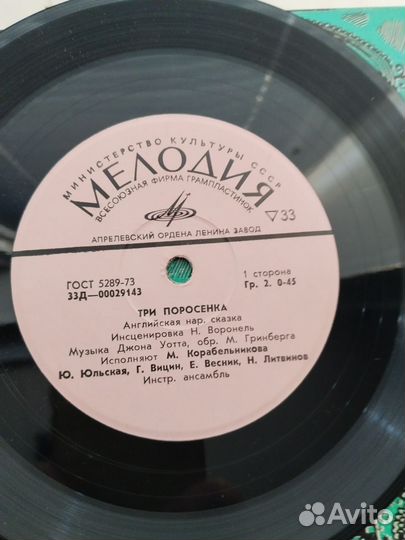 МИНИСТЕРСТВО КУЛЬТУРЫ СССР
МЕЛОДИЯ
ВСЕСОЮЗНАЯ ФИРМА ГРАМПЛАСТИНОК
▽33
АПРЕЛЕВСКИЙ ОРДЕНА ЛЕНИНА ЗАВОД
ГОСТ 5289-73
33Д—00029143
1 сторона
Гр. 2. 0-45
ТРИ ПОРОСЕНКА
Английская нар. сказка
Инсценировка Н. Воронель
Музыка Джона Уотта, обр. М. Гринберга
Исполняют М. Корабельникова
Ю. Юльская, Г. Вицин, Е. Весник, Н. Литвинов
Инстр. ансамбль
Avito